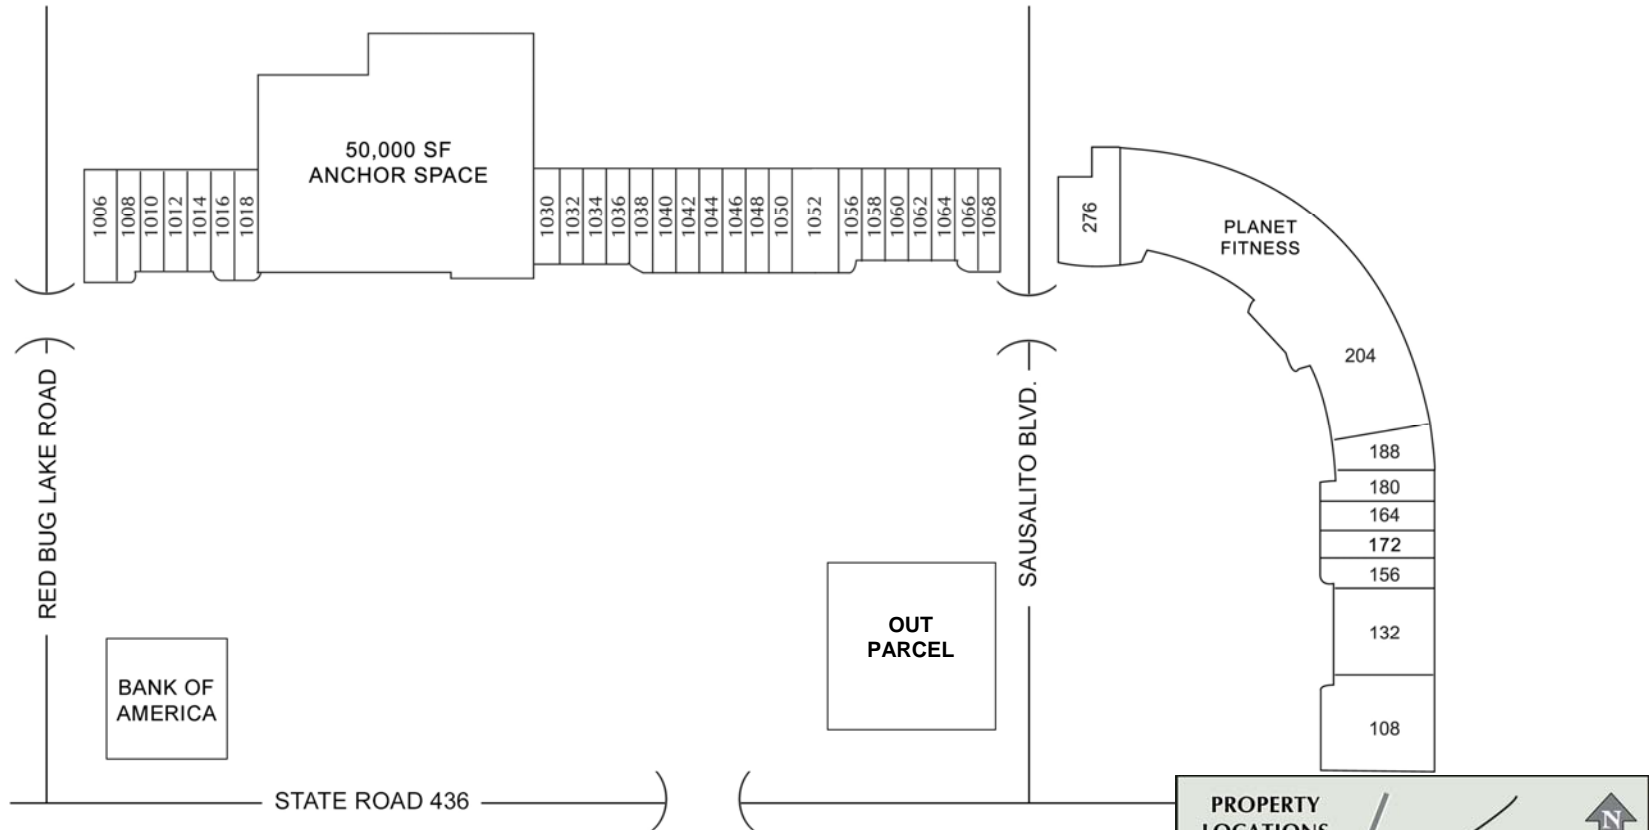 50,000 SF
ANCHOR SPACE
1006
1008
1010
1012
1014
1016
1018
1030
1032
1034
1036
1038
1040
1042
1044
1046
1048
1050
1052
1056
1058
1060
1062
1064
1066
1068
276
PLANET
FITNESS
204
188
180
164
172
156
132
108
RED BUG LAKE ROAD
SAUSALITO BLVD.
OUT
PARCEL
BANK OF
AMERICA
STATE ROAD 436
PROPERTY
LOCATIONS
N